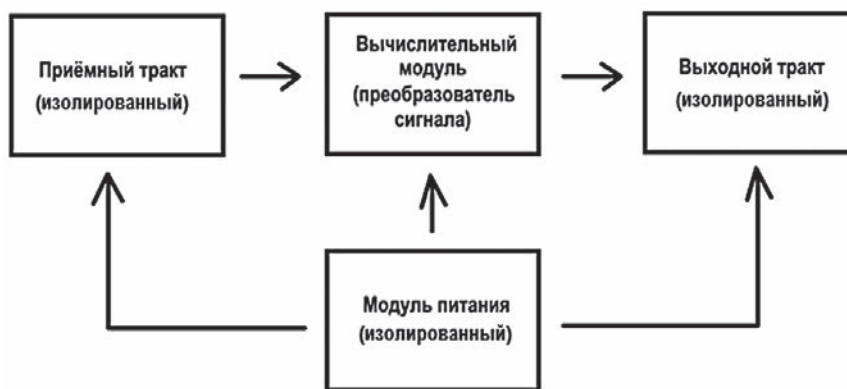 Приёмный тракт
(изолированный)
Вычислительный
модуль
(преобразователь
сигнала)
Выходной тракт
(изолированный)
Модуль питания
(изолированный)